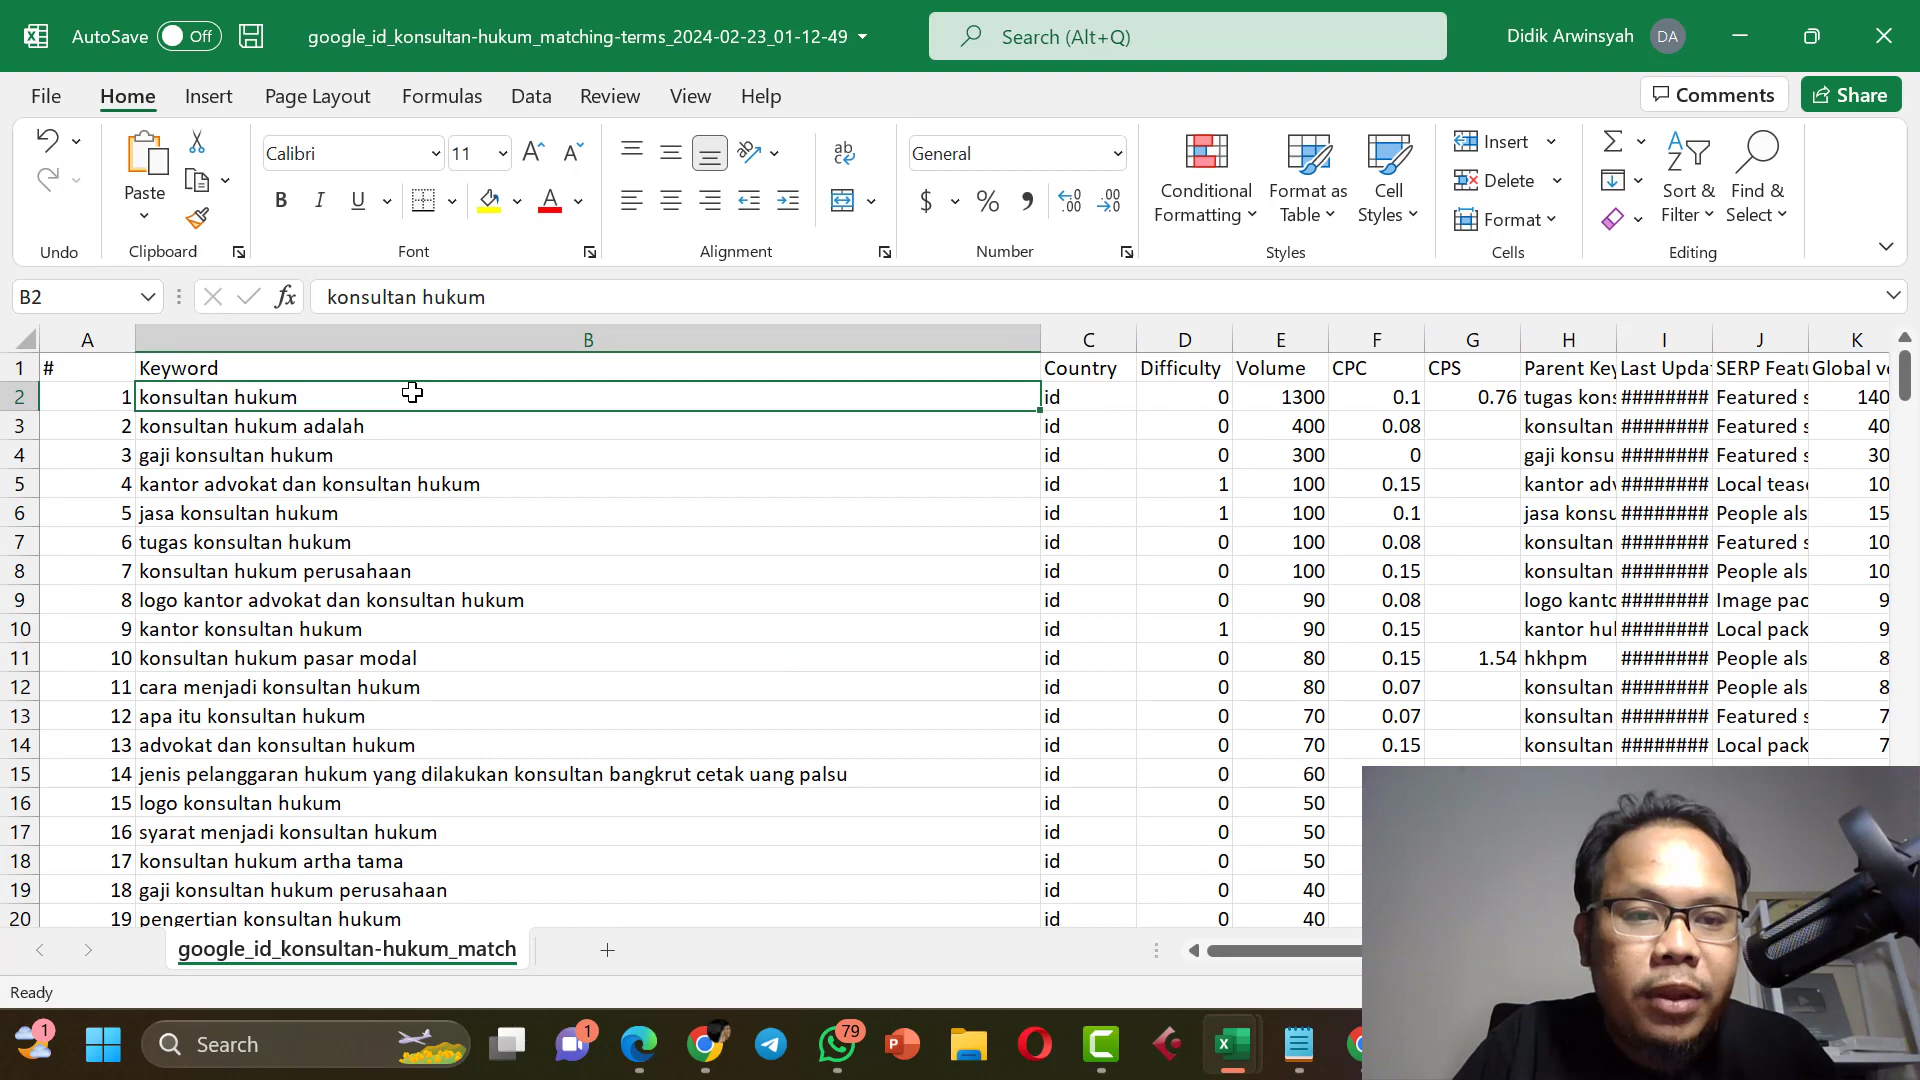 AutoSave Off google_id_konsultan-hukum_matching-terms_2024-02-23_01-12-49 Search (Alt+Q) Didik Arwinsyah DA
File Home Insert Page Layout Formulas Data Review View Help Comments Share
Paste Calibri 11 General Conditional Formatting Format as Table Cell Styles Insert Delete Format Sort & Filter Find & Select
Undo Clipboard Font Alignment Number Styles Cells Editing
B2 fx konsultan hukum
A B C D E F G H I J K
1 # Keyword Country Difficulty Volume CPC CPS Parent Key Last Upda SERP Featu Global v
2 1 konsultan hukum id 0 1300 0.1 0.76 tugas kons ######## Featured s 140
3 2 konsultan hukum adalah id 0 400 0.08 konsultan ######## Featured s 40
4 3 gaji konsultan hukum id 0 300 0 gaji konsu ######## Featured s 30
5 4 kantor advokat dan konsultan hukum id 1 100 0.15 kantor adv ######## Local tease 10
6 5 jasa konsultan hukum id 1 100 0.1 jasa konsu ######## People als 15
7 6 tugas konsultan hukum id 0 100 0.08 konsultan ######## Featured s 10
8 7 konsultan hukum perusahaan id 0 100 0.15 konsultan ######## People als 10
9 8 logo kantor advokat dan konsultan hukum id 0 90 0.08 logo kanto ######## Image pac 9
10 9 kantor konsultan hukum id 1 90 0.15 kantor huk ######## Local pack 9
11 10 konsultan hukum pasar modal id 0 80 0.15 1.54 hkhpm ######## People als 8
12 11 cara menjadi konsultan hukum id 0 80 0.07 konsultan ######## People als 8
13 12 apa itu konsultan hukum id 0 70 0.07 konsultan ######## Featured s 7
14 13 advokat dan konsultan hukum id 0 70 0.15 konsultan ######## Local pack 7
15 14 jenis pelanggaran hukum yang dilakukan konsultan bangkrut cetak uang palsu id 0 60
16 15 logo konsultan hukum id 0 50
17 16 syarat menjadi konsultan hukum id 0 50
18 17 konsultan hukum artha tama id 0 50
19 18 gaji konsultan hukum perusahaan id 0 40
20 19 pengertian konsultan hukum id 0 40
google_id_konsultan-hukum_match
Ready
1 Search 1 79